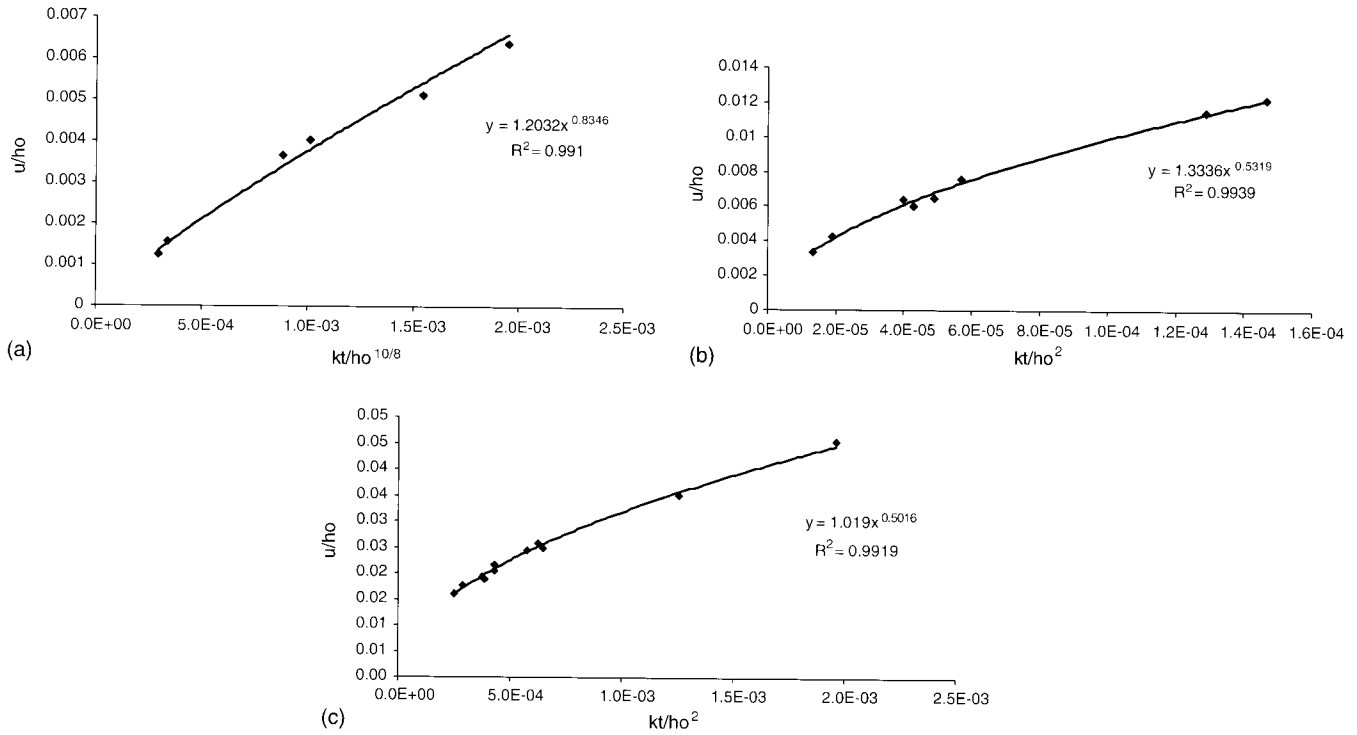 0.007
0.006
0.005
0.004
0.003
0.002
0.001
0
u/ho
y = 1.2032x^0.8346
R² = 0.991
0.0E+00 5.0E-04 1.0E-03 1.5E-03 2.0E-03 2.5E-03
kt/ho^10/8
(a)
0.014
0.012
0.01
0.008
0.006
0.004
0.002
0
u/ho
y = 1.3336x^0.5319
R² = 0.9939
0.0E+00 2.0E-05 4.0E-05 6.0E-05 8.0E-05 1.0E-04 1.2E-04 1.4E-04 1.6E-04
kt/ho²
(b)
0.05
0.05
0.04
0.04
0.03
0.03
0.02
0.02
0.01
0.01
0.00
u/ho
y = 1.019x^0.5016
R² = 0.9919
0.0E+00 5.0E-04 1.0E-03 1.5E-03 2.0E-03 2.5E-03
kt/ho²
(c)